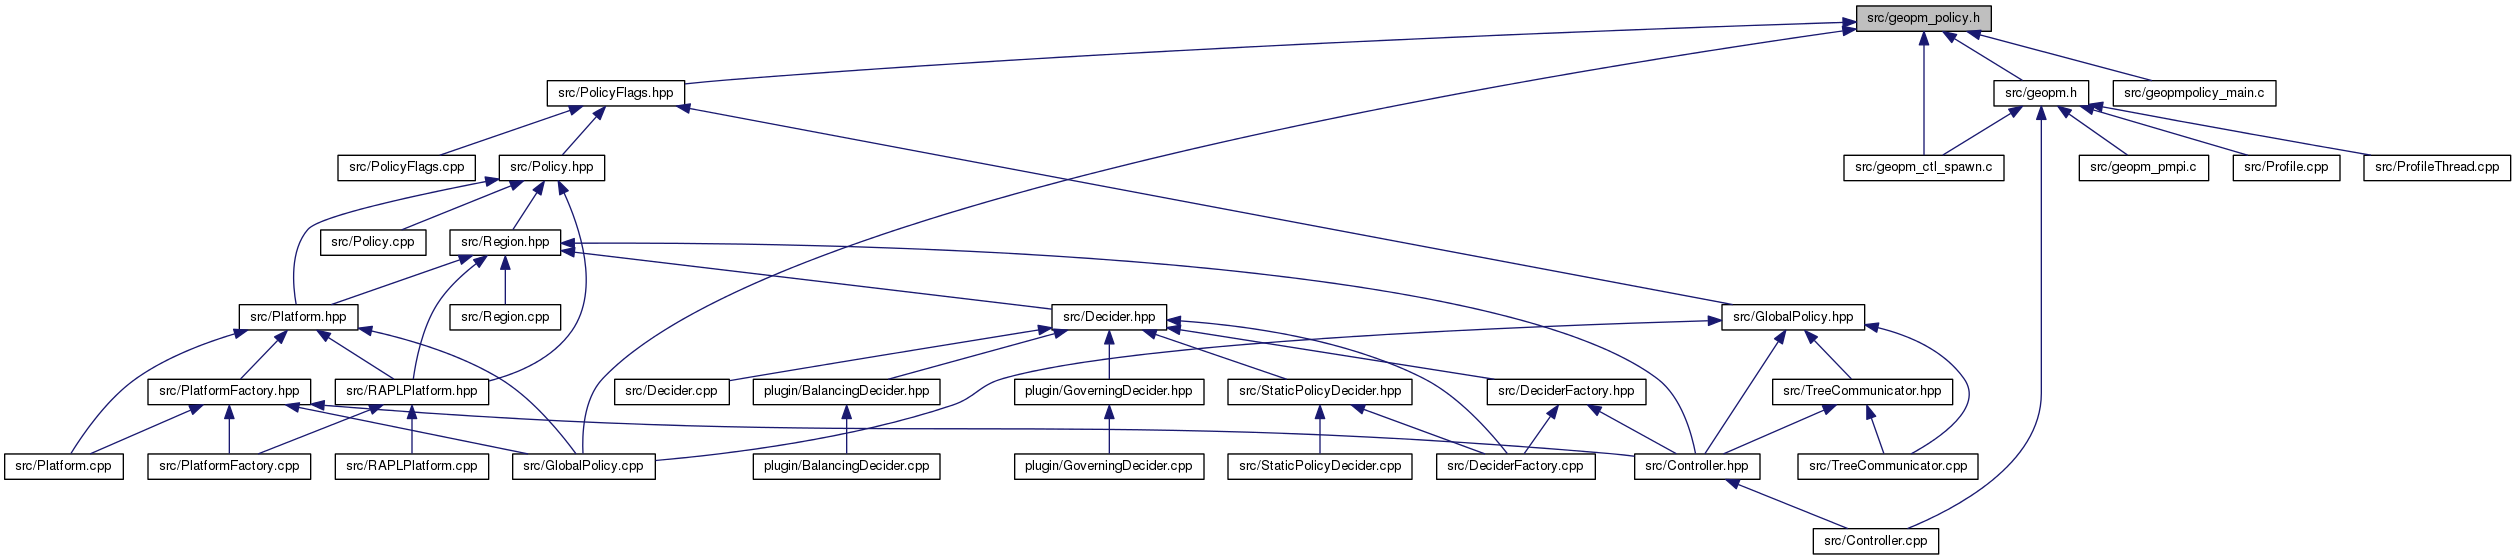 src/geopm_policy.h
src/PolicyFlags.hpp
src/geopm.h
src/geopmpolicy_main.c
src/PolicyFlags.cpp
src/Policy.hpp
src/geopm_ctl_spawn.c
src/geopm_pmpi.c
src/Profile.cpp
src/ProfileThread.cpp
src/Policy.cpp
src/Region.hpp
src/Platform.hpp
src/Region.cpp
src/Decider.hpp
src/GlobalPolicy.hpp
src/PlatformFactory.hpp
src/RAPLPlatform.hpp
src/Decider.cpp
plugin/BalancingDecider.hpp
plugin/GoverningDecider.hpp
src/StaticPolicyDecider.hpp
src/DeciderFactory.hpp
src/TreeCommunicator.hpp
src/Platform.cpp
src/PlatformFactory.cpp
src/RAPLPlatform.cpp
src/GlobalPolicy.cpp
plugin/BalancingDecider.cpp
plugin/GoverningDecider.cpp
src/StaticPolicyDecider.cpp
src/DeciderFactory.cpp
src/Controller.hpp
src/TreeCommunicator.cpp
src/Controller.cpp